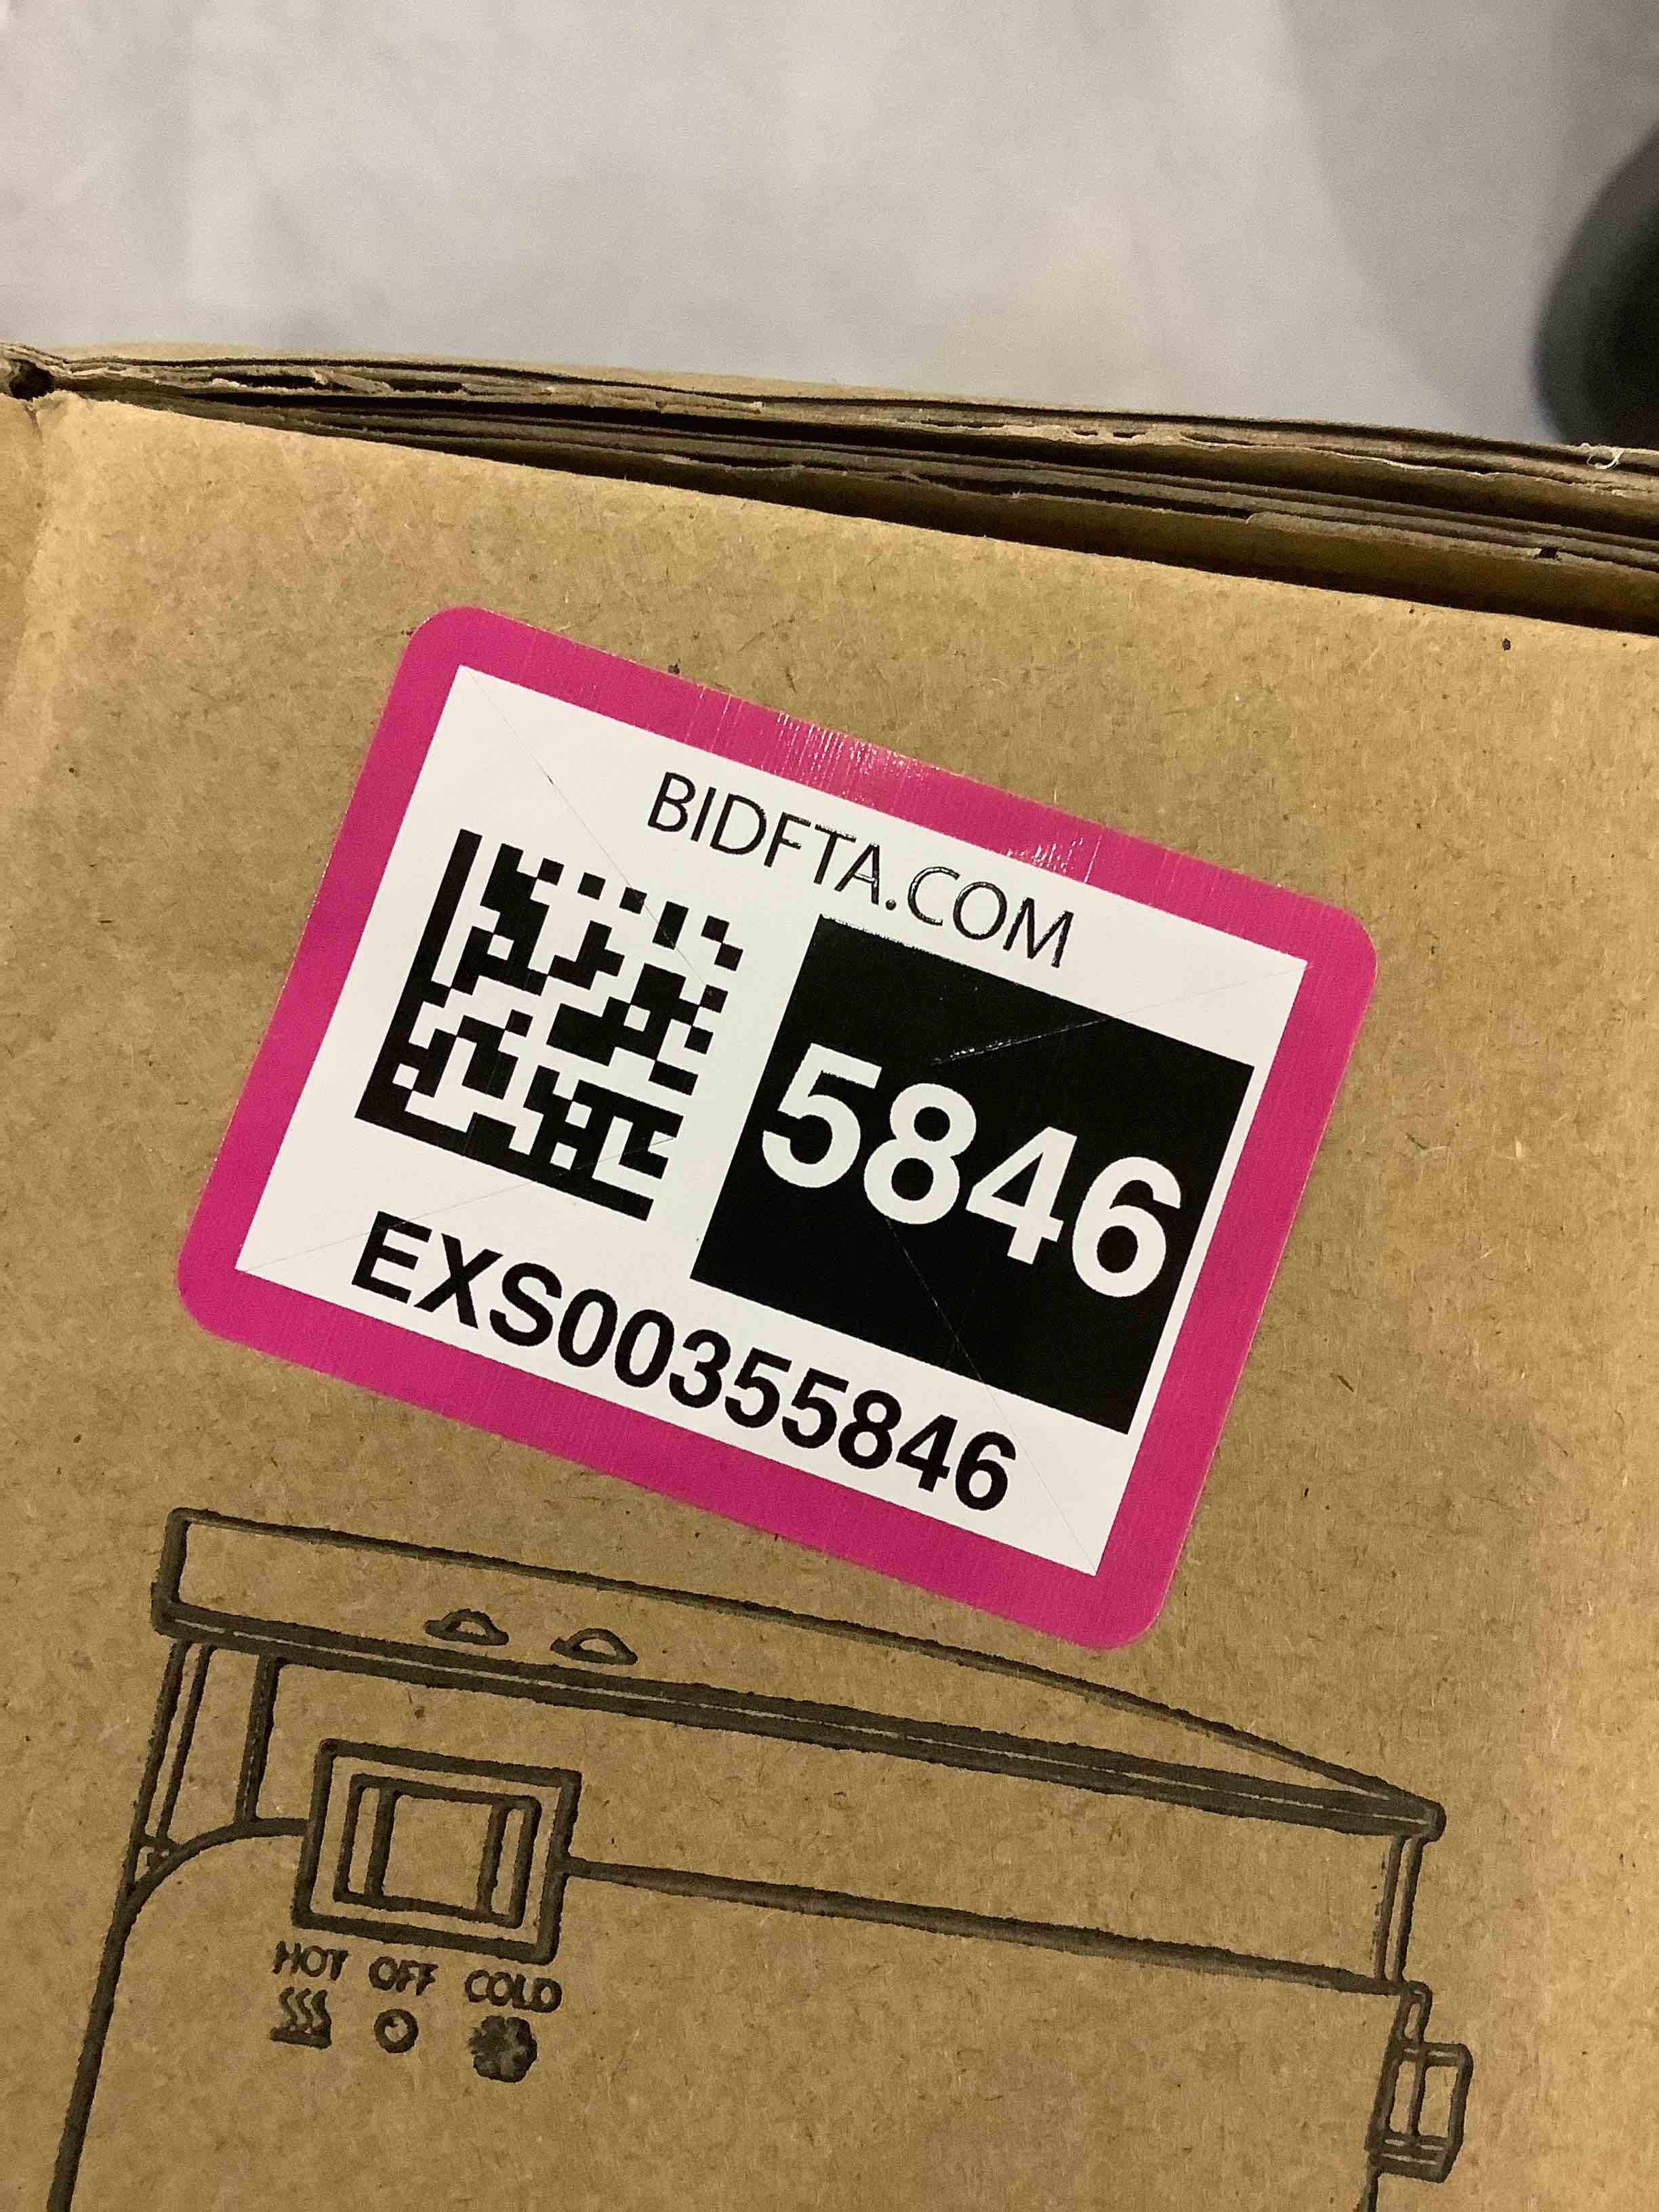 BIDFTA.COM
5846
EXS00355846
HOT OFF COLD